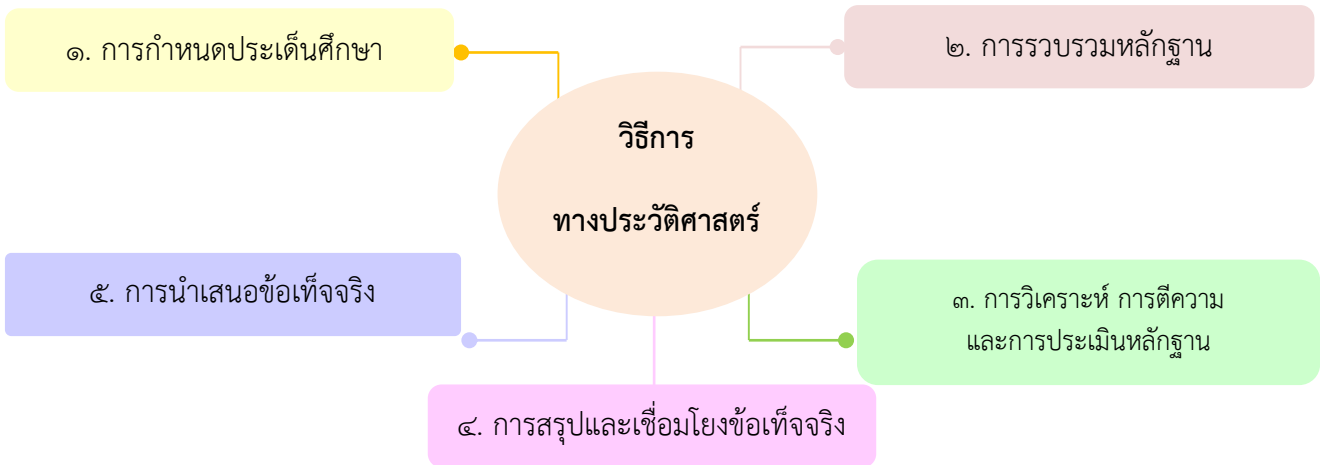 ๑. การกำหนดประเด็นศึกษา
๒. การรวบรวมหลักฐาน
วิธีการ
ทางประวัติศาสตร์
๓. การวิเคราะห์ การตีความ
และการประเมินหลักฐาน
๔. การสรุปและเชื่อมโยงข้อเท็จจริง
๕. การนำเสนอข้อเท็จจริง